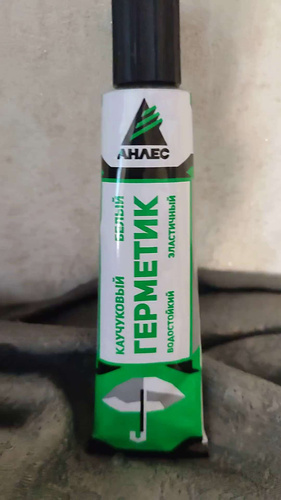 АНЛЕС
КАУЧУКОВЫЙ БЕЛЫЙ
ГЕРМЕТИК
ВОДОСТОЙКИЙ ЭЛАСТИЧНЫЙ